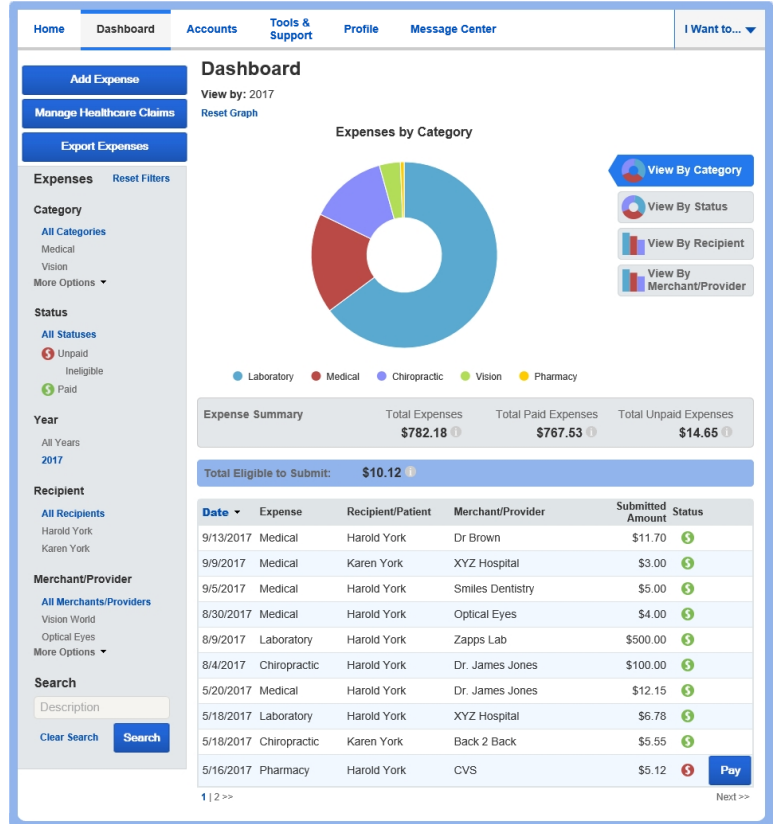 Home Dashboard Accounts Tools & Support Profile Message Center I Want to...
Add Expense
Manage Healthcare Claims
Export Expenses
Expenses Reset Filters
Category
All Categories
Medical
Vision
More Options
Status
All Statuses
Unpaid
Ineligible
Paid
Year
All Years
2017
Recipient
All Recipients
Harold York
Karen York
Merchant/Provider
All Merchants/Providers
Vision World
Optical Eyes
More Options
Search
Description
Clear Search Search
Dashboard
View by: 2017
Reset Graph
Expenses by Category
View By Category
View By Status
View By Recipient
View By
Merchant/Provider
Laboratory Medical Chiropractic Vision Pharmacy
Expense Summary Total Expenses Total Paid Expenses Total Unpaid Expenses
$782.18 $767.53 $14.65
Total Eligible to Submit: $10.12
Date Expense Recipient/Patient Merchant/Provider Submitted Amount Status
9/13/2017 Medical Harold York Dr Brown $11.70
9/9/2017 Medical Karen York XYZ Hospital $3.00
9/5/2017 Medical Harold York Smiles Dentistry $5.00
8/30/2017 Medical Harold York Optical Eyes $4.00
8/9/2017 Laboratory Harold York Zapps Lab $500.00
8/4/2017 Chiropractic Harold York Dr. James Jones $100.00
5/20/2017 Medical Harold York Dr. James Jones $12.15
5/18/2017 Laboratory Harold York XYZ Hospital $6.78
5/18/2017 Chiropractic Karen York Back 2 Back $5.55
5/16/2017 Pharmacy Harold York CVS $5.12 Pay
1 | 2 >> Next >>